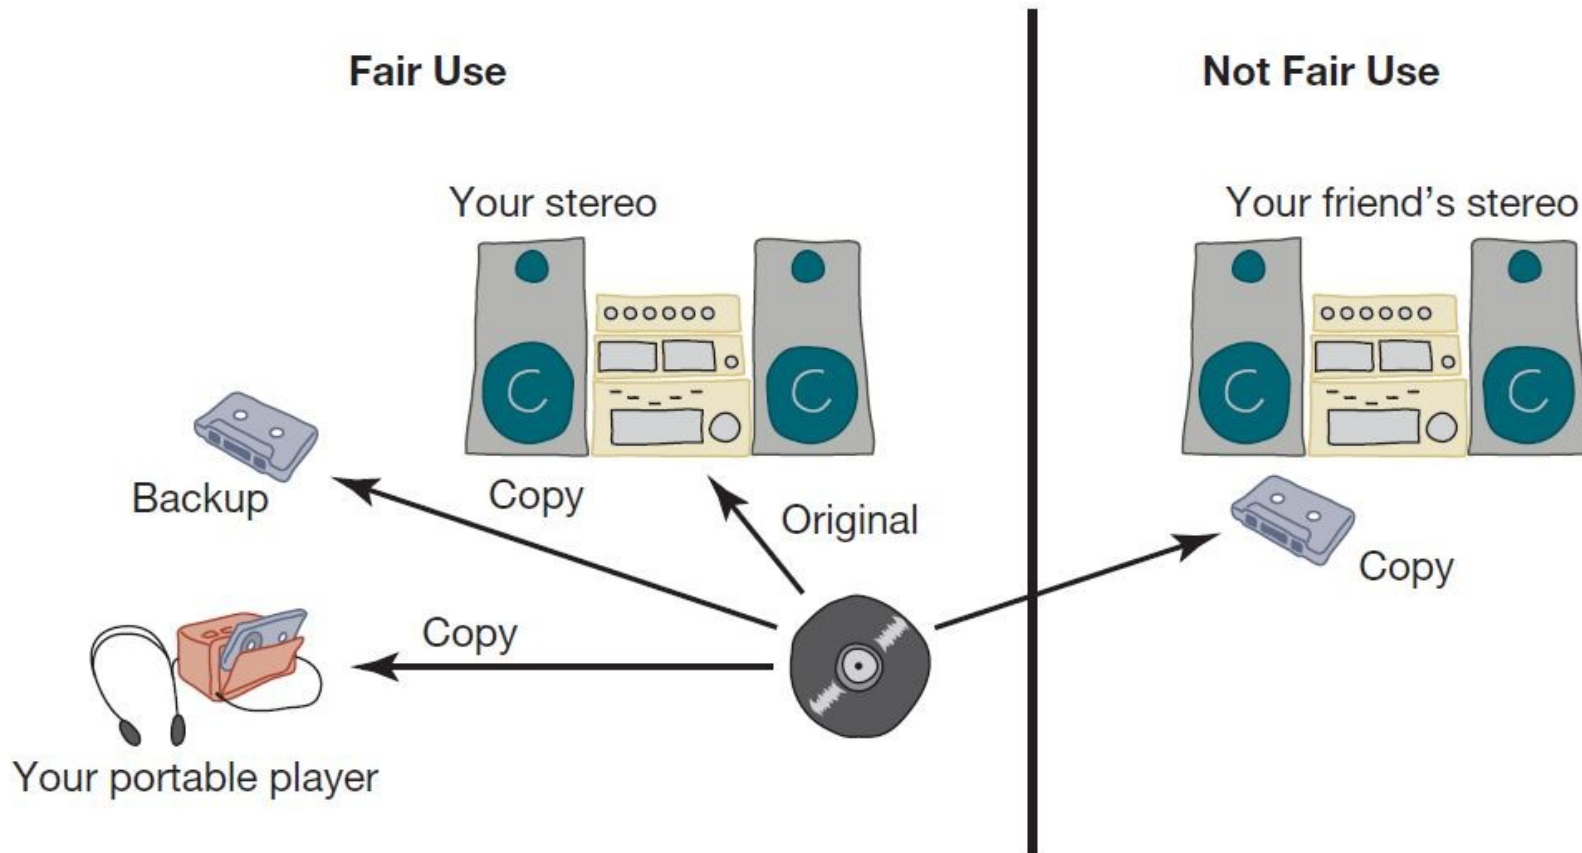 Fair Use
Not Fair Use
Your stereo
Your friend's stereo
Backup
Copy
Original
Copy
Copy
Your portable player